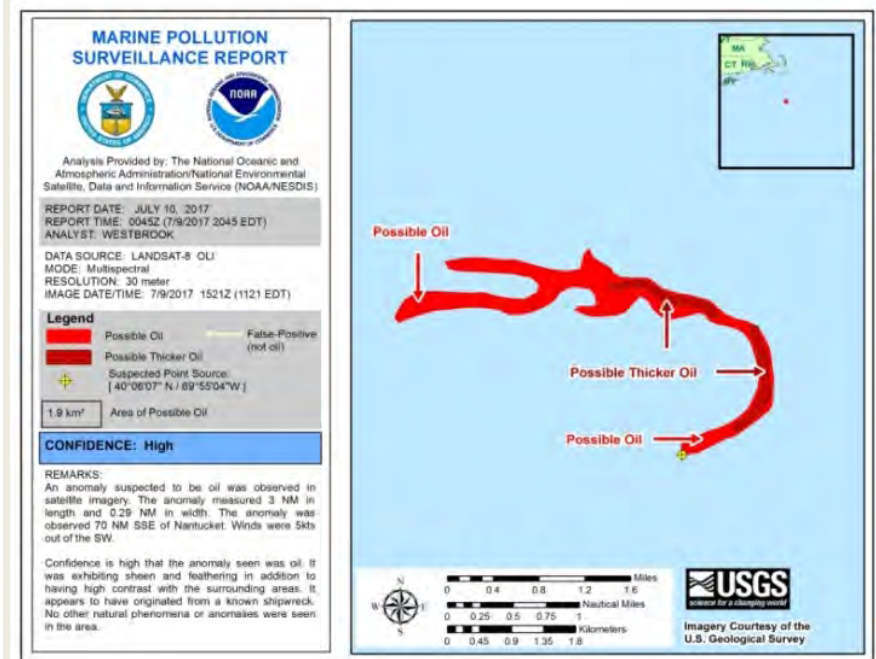 MARINE POLLUTION
SURVEILLANCE REPORT
NOAA
Analysis Provided by: The National Oceanic and
Atmospheric Administration/National Environmental
Satellite, Data and Information Service (NOAA/NESDIS)
REPORT DATE: JULY 10, 2017
REPORT TIME: 0045Z (7/9/2017 2045 EDT)
ANALYST: WESTBROOK
DATA SOURCE: LANDSAT-8 OLI
MODE: Multispectral
RESOLUTION: 30 meter
IMAGE DATE/TIME: 7/9/2017 1521Z (1121 EDT)
Legend
Possible Oil
False-Positive
(not oil)
Possible Thicker Oil
Suspected Point Source:
[ 40°06'07" N / 69°55'04"W ]
1.9 km² Area of Possible Oil
CONFIDENCE: High
REMARKS:
An anomaly suspected to be oil was observed in
satellite imagery. The anomaly measured 3 NM in
length and 0.29 NM in width. The anomaly was
observed 70 NM SSE of Nantucket. Winds were 5kts
out of the SW.
Confidence is high that the anomaly seen was oil. It
was exhibiting sheen and feathering in addition to
having high contrast with the surrounding areas. It
appears to have originated from a known shipwreck.
No other natural phenomena or anomalies were seen
in the area.
MA
CT RI
Possible Oil
Possible Thicker Oil
Possible Oil
N
W E
S
Miles
0 0.4 0.8 1.2 1.6
Nautical Miles
0 0.25 0.5 0.75 1
Kilometers
0 0.45 0.9 1.35 1.8
USGS
science for a changing world
Imagery Courtesy of the
U.S. Geological Survey